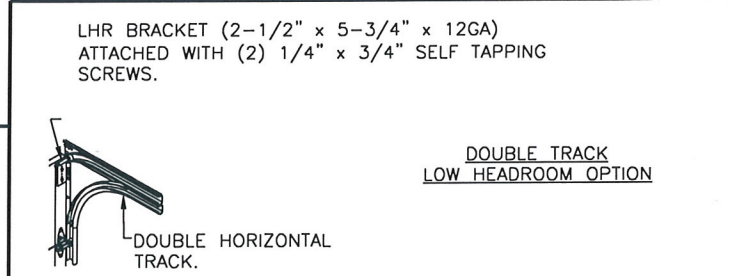 LHR BRACKET (2-1/2" x 5-3/4" x 12GA)
ATTACHED WITH (2) 1/4" x 3/4" SELF TAPPING
SCREWS.
DOUBLE TRACK
LOW HEADROOM OPTION
DOUBLE HORIZONTAL
TRACK.